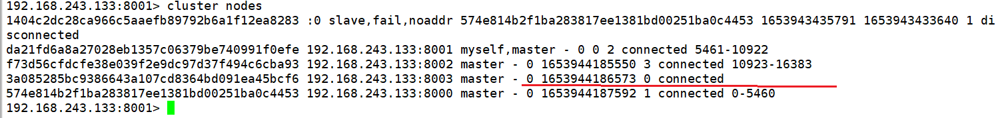 192.168.243.133:8001> cluster nodes
1404c2dc28ca966c5aaefb89792b6a1f12ea8283 :0 slave,fail,noaddr 574e814b2f1ba283817ee1381bd00251ba0c4453 1653943435791 1653943433640 1 di
sconnected
da21fd6a8a27028eb1357c06379be740991f0efe 192.168.243.133:8001 myself,master - 0 0 2 connected 5461-10922
f73d56cfdcfe38e039f2e9dc97d37f494c6cba93 192.168.243.133:8002 master - 0 1653944185550 3 connected 10923-16383
3a085285bc9386643a107cd8364bd091ea45bcf6 192.168.243.133:8003 master - 0 1653944186573 0 connected
574e814b2f1ba283817ee1381bd00251ba0c4453 192.168.243.133:8000 master - 0 1653944187592 1 connected 0-5460
192.168.243.133:8001>